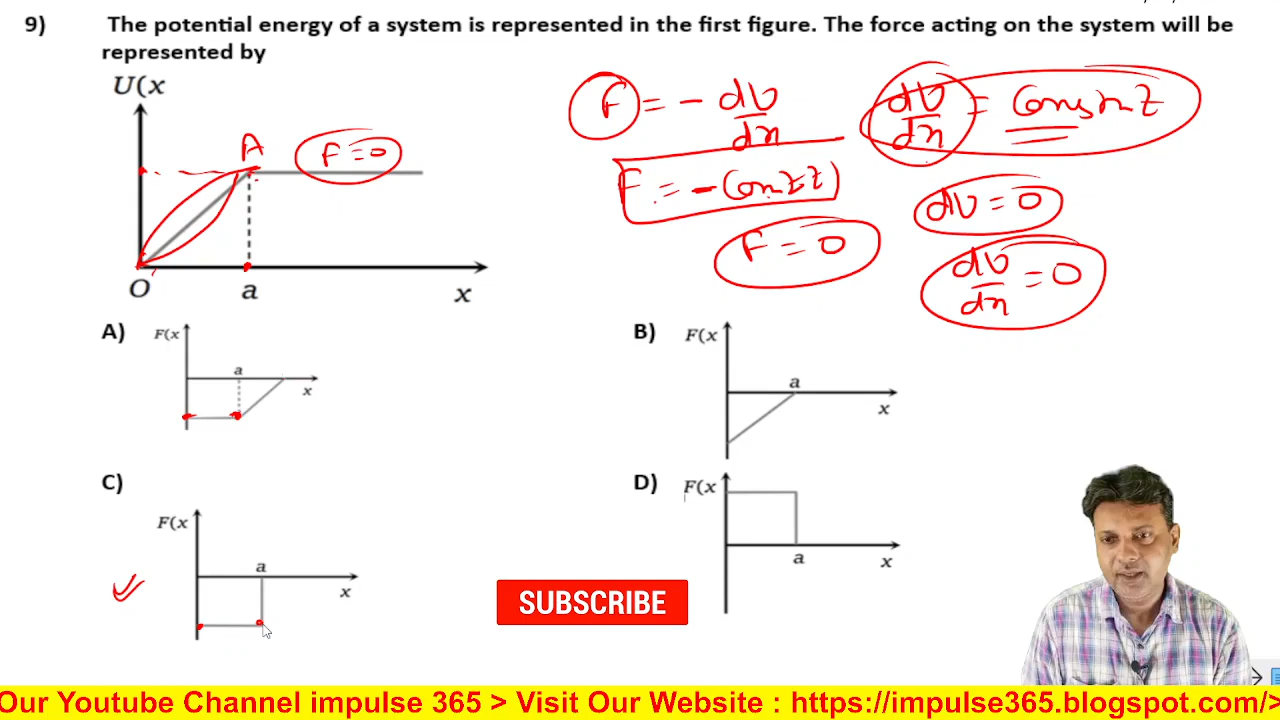 9) The potential energy of a system is represented in the first figure. The force acting on the system will be
represented by
U(x
A
F = 0
O
a
x
F = - dU/dx
dU/dx = Const
F = - Const
dU = 0
F = 0
dU/dx = 0
A)
F(x
a
x
B)
F(x
a
x
C)
F(x
a
x
D)
F(x
a
x
SUBSCRIBE
Our Youtube Channel impulse 365 > Visit Our Website : https://impulse365.blogspot.com/>